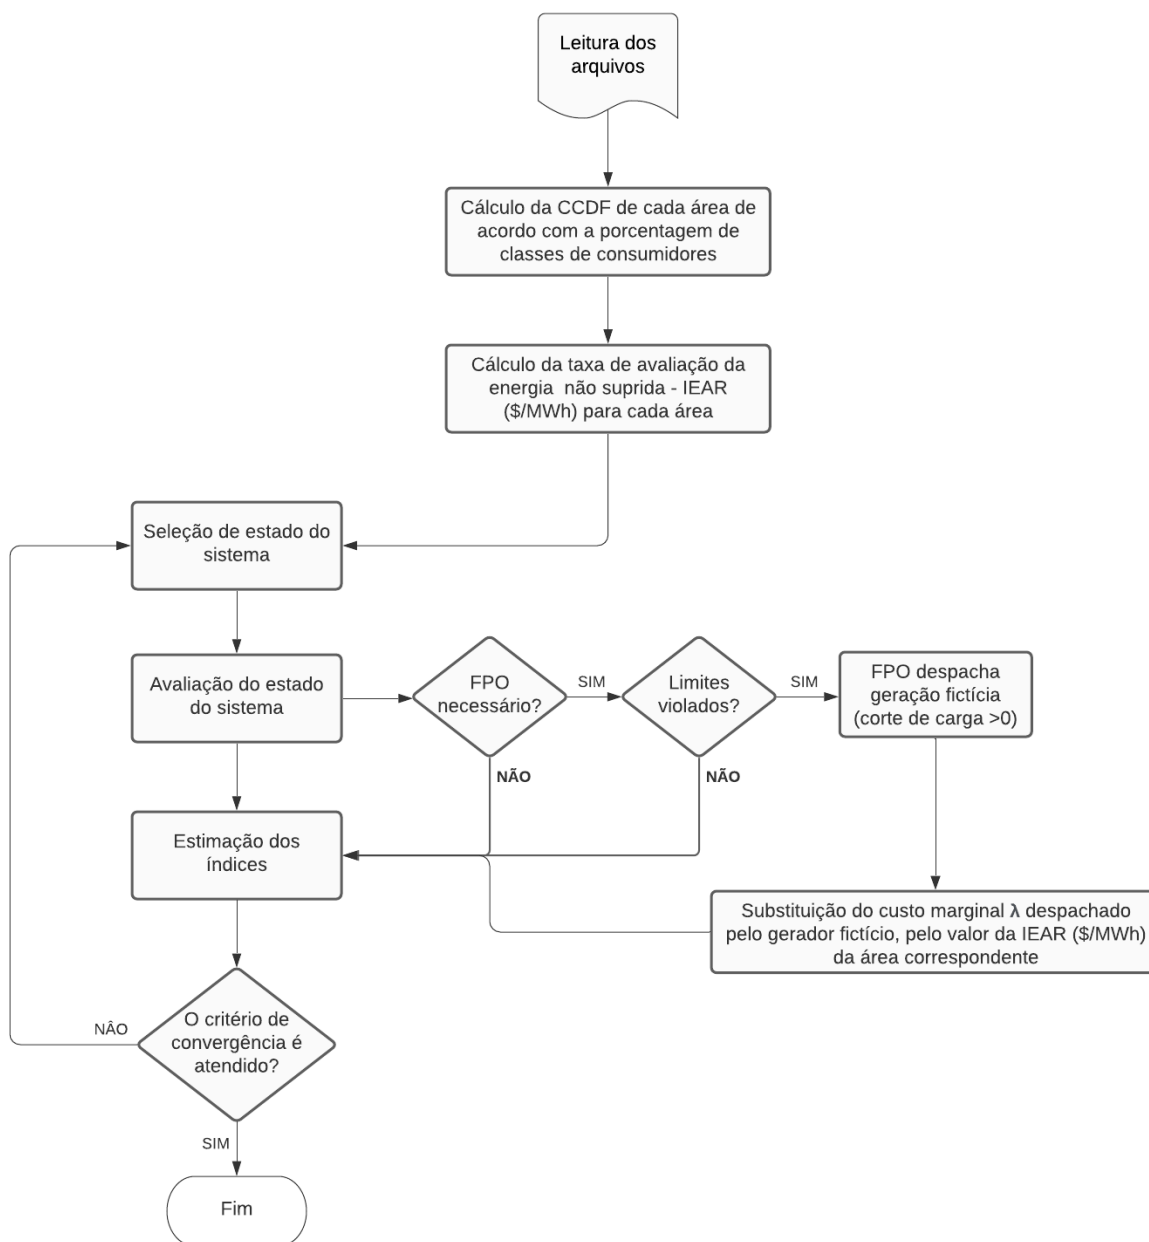 Leitura dos
arquivos
Cálculo da CCDF de cada área de
acordo com a porcentagem de
classes de consumidores
Cálculo da taxa de avaliação da
energia não suprida - IEAR
($/MWh) para cada área
Seleção de estado do
sistema
Avaliação do estado
do sistema
FPO
necessário?
SIM
Limites
violados?
SIM
FPO despacha
geração fictícia
(corte de carga >0)
NÃO
NÃO
Estimação dos
índices
Substituição do custo marginal λ despachado
pelo gerador fictício, pelo valor da IEAR ($/MWh)
da área correspondente
O critério de
convergência é
atendido?
NÂO
SIM
Fim